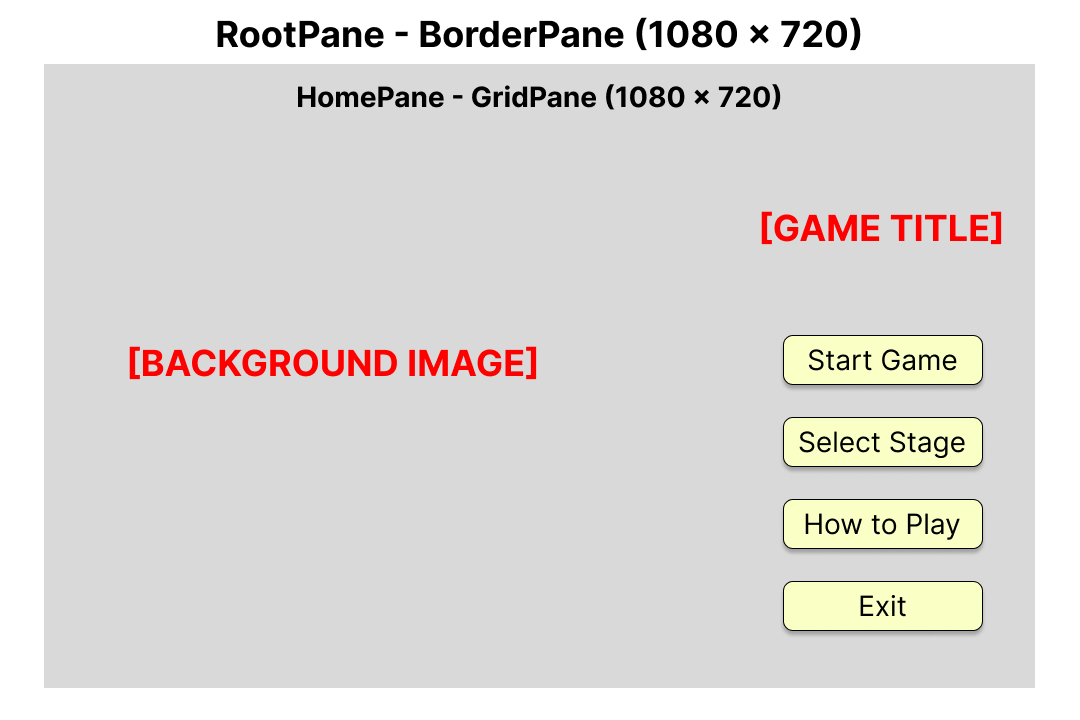 RootPane - BorderPane (1080 × 720)
HomePane - GridPane (1080 × 720)
[GAME TITLE]
[BACKGROUND IMAGE]
Start Game
Select Stage
How to Play
Exit